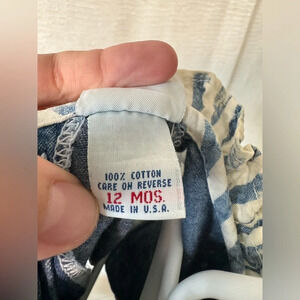 100% COTTON
CARE ON REVERSE
12 MOS.
MADE IN U.S.A.